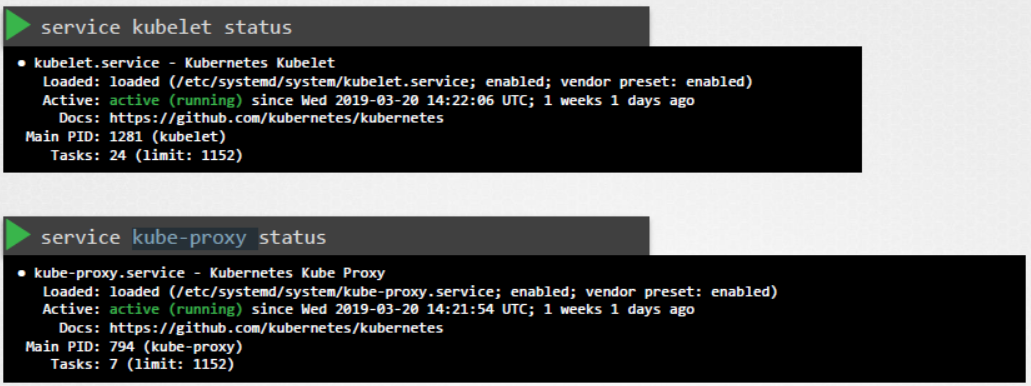 service kubelet status
● kubelet.service - Kubernetes Kubelet
Loaded: loaded (/etc/systemd/system/kubelet.service; enabled; vendor preset: enabled)
Active: active (running) since Wed 2019-03-20 14:22:06 UTC; 1 weeks 1 days ago
Docs: https://github.com/kubernetes/kubernetes
Main PID: 1281 (kubelet)
Tasks: 24 (limit: 1152)
service kube-proxy status
● kube-proxy.service - Kubernetes Kube Proxy
Loaded: loaded (/etc/systemd/system/kube-proxy.service; enabled; vendor preset: enabled)
Active: active (running) since Wed 2019-03-20 14:21:54 UTC; 1 weeks 1 days ago
Docs: https://github.com/kubernetes/kubernetes
Main PID: 794 (kube-proxy)
Tasks: 7 (limit: 1152)